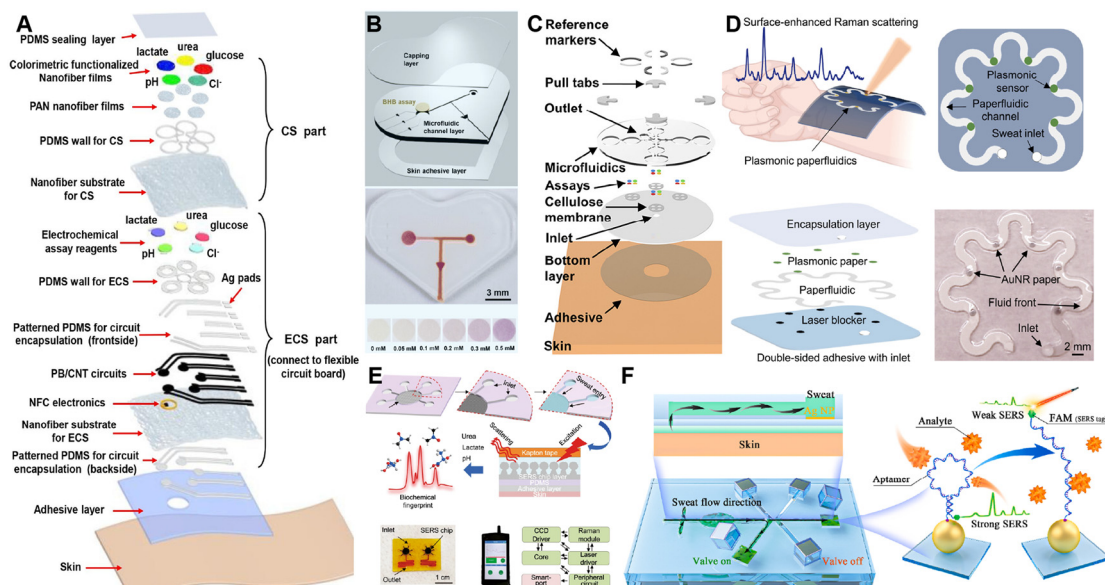 A
PDMS sealing layer
lactate
urea
glucose
Colorimetric functionalized
Nanofiber films
pH
Cl-
PAN nanofiber films
PDMS wall for CS
CS part
Nanofiber substrate
for CS
lactate
urea
glucose
Electrochemical
assay reagents
pH
Cl-
PDMS wall for ECS
Ag pads
Patterned PDMS for circuit
encapsulation (frontside)
ECS part
(connect to flexible
circuit board)
PB/CNT circuits
NFC electronics
Nanofiber substrate
for ECS
Patterned PDMS for circuit
encapsulation (backside)
Adhesive layer
Skin
B
Capping
layer
BHB assay
Microfluidic
channel layer
Skin adhesive layer
3 mm
0 mM
0.05 mM
0.1 mM
0.2 mM
0.3 mM
0.5 mM
C
Reference
markers
Pull tabs
Outlet
Microfluidics
Assays
Cellulose
membrane
Inlet
Bottom
layer
Adhesive
Skin
D
Surface-enhanced Raman scattering
Plasmonic paperfluidics
Plasmonic
sensor
Paperfluidic
channel
Sweat inlet
Encapsulation layer
Plasmonic paper
Paperfluidic
Laser blocker
Double-sided adhesive with inlet
AuNR paper
Fluid front
Inlet
2 mm
E
Inlet
Sweat entry
Scattering
Excitation
Urea
Lactate
pH
Kapton tape
PDMS
Adhesive layer
Skin
Biochemical
fingerprint
Inlet
SERS chip
Outlet
1 cm
CCD
Driver
Raman
module
Core
Laser
driver
Smart-
port
Peripheral
circuit
F
Sweat
Skin
Sweat flow direction
Valve on
Valve off
Weak SERS
FAM (SERS tag)
Analyte
Aptamer
Strong SERS